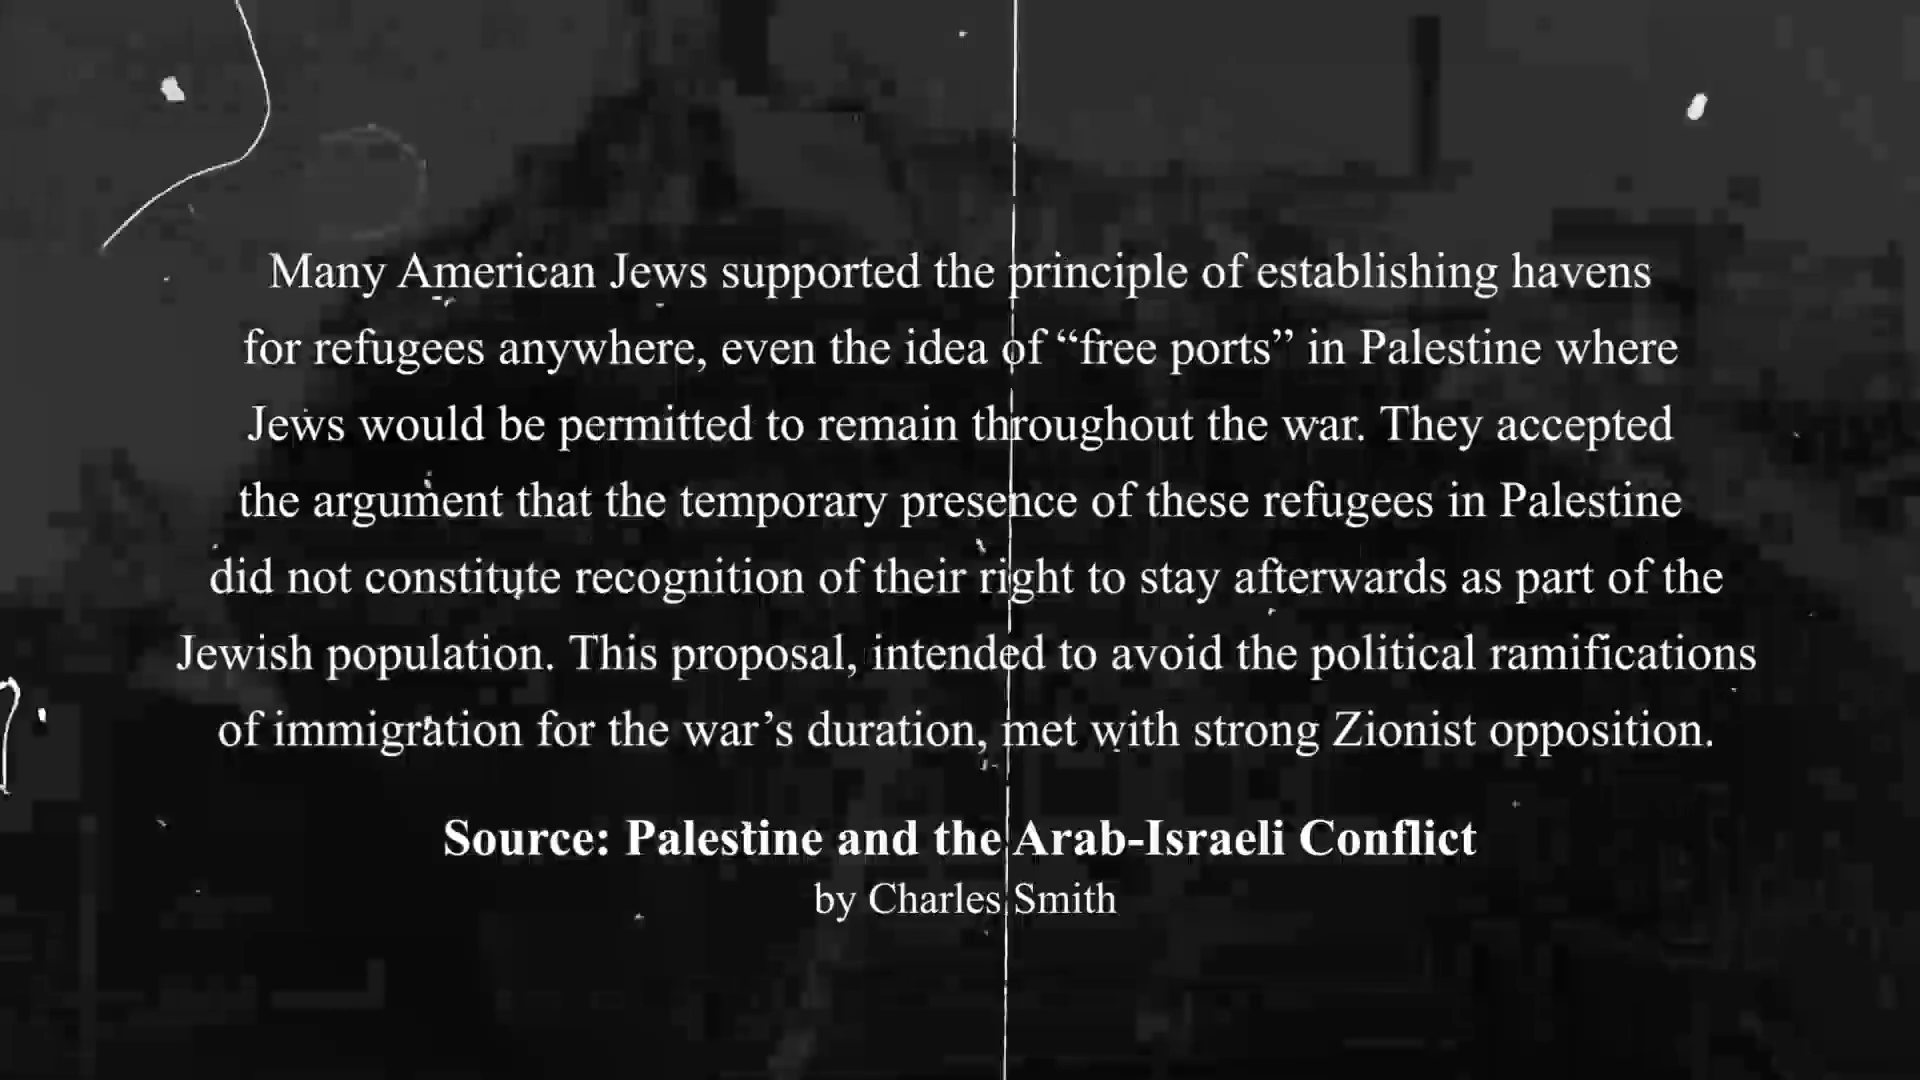 Many American Jews supported the principle of establishing havens
for refugees anywhere, even the idea of “free ports” in Palestine where
Jews would be permitted to remain throughout the war. They accepted
the argument that the temporary presence of these refugees in Palestine
did not constitute recognition of their right to stay afterwards as part of the
Jewish population. This proposal, intended to avoid the political ramifications
of immigration for the war’s duration, met with strong Zionist opposition.
Source: Palestine and the Arab-Israeli Conflict
by Charles Smith